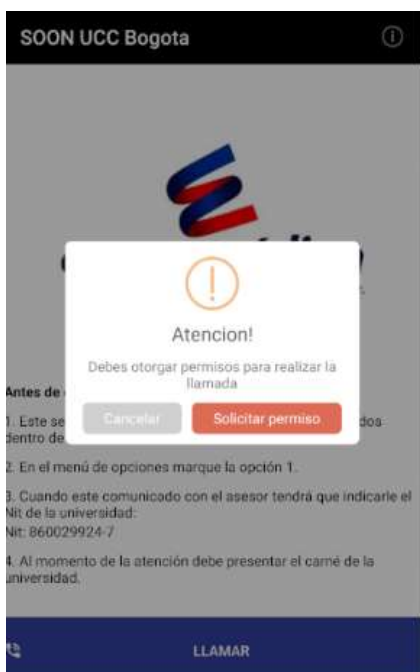 SOON UCC Bogota
Atencion!
Debes otorgar permisos para realizar la
llamada
Cancelar
Solicitar permiso
Antes de
1. Este se
dentro de
2. En el menú de opciones marque la opción 1.
3. Cuando este comunicado con el asesor tendrá que indicarle el
Nit de la universidad:
Nit: 860029924-7
4. Al momento de la atención debe presentar el carné de la
universidad.
LLAMAR